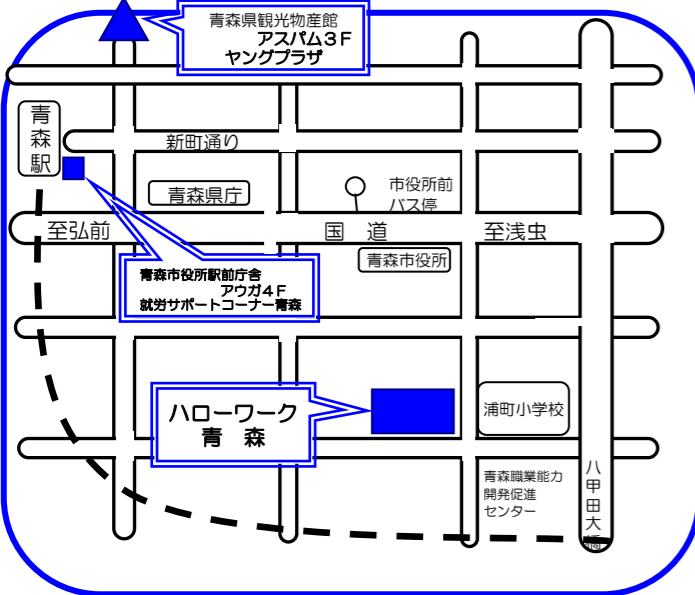 青森県観光物産館
アスパム３Ｆ
ヤングプラザ
青森駅
新町通り
青森県庁
市役所前
バス停
至弘前
国　道
至浅虫
青森市役所
青森市役所駅前庁舎
アウガ４Ｆ
就労サポートコーナー青森
ハローワーク
青　森
浦町小学校
青森職業能力
開発促進
センター
八甲田大橋